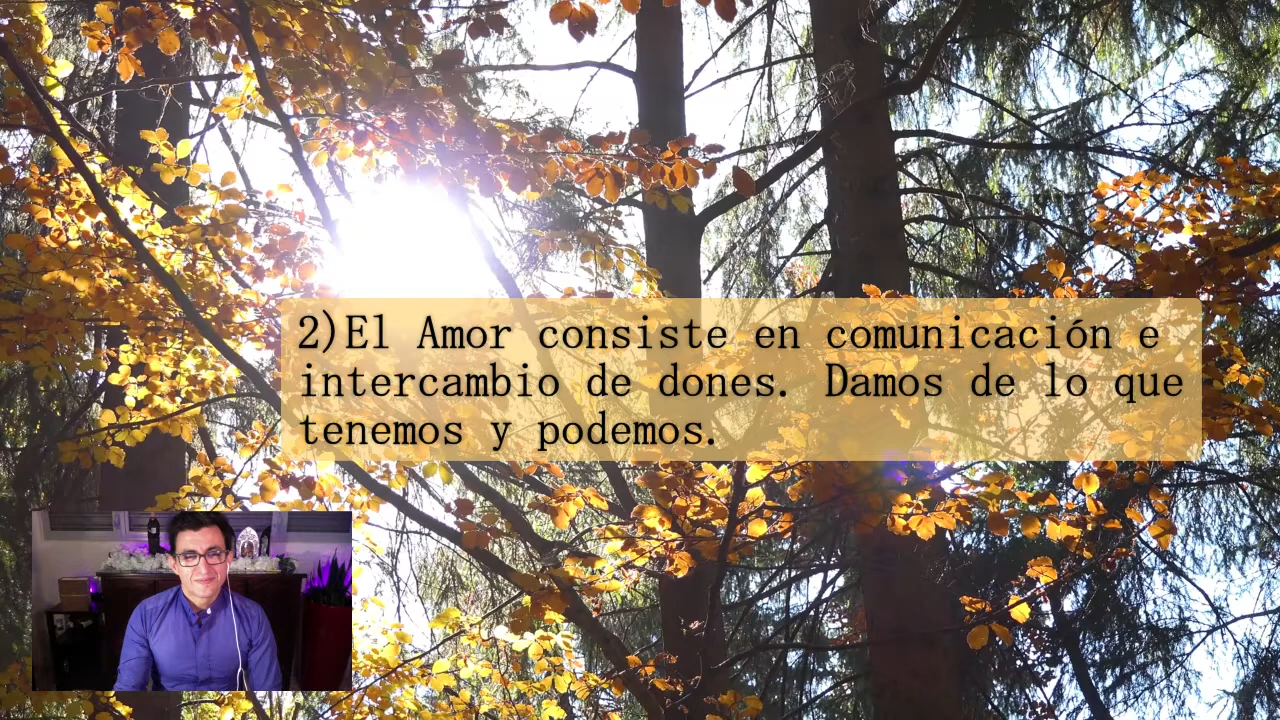 2)El Amor consiste en comunicación e
intercambio de dones. Damos de lo que
tenemos y podemos.